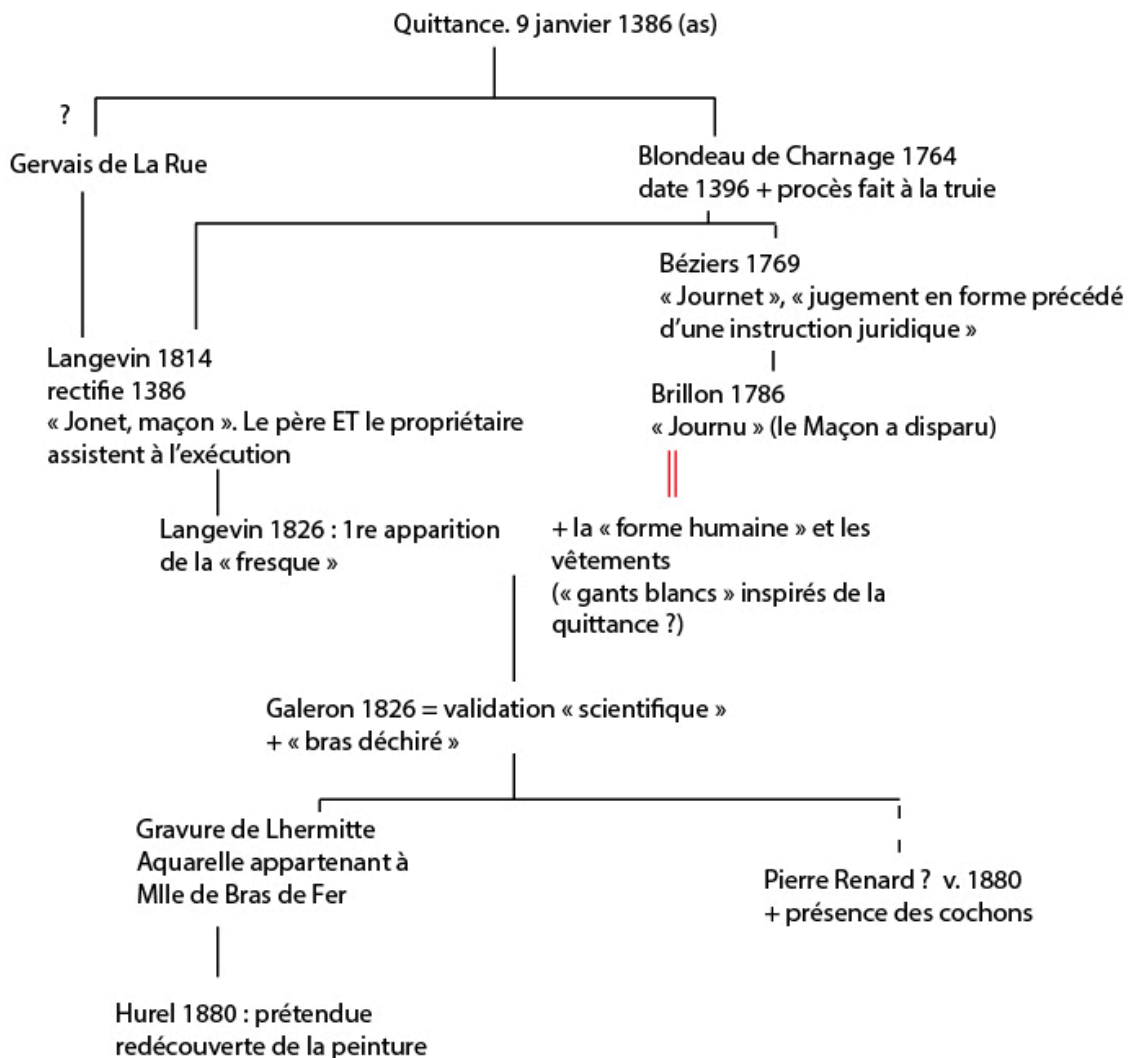 Quittance. 9 janvier 1386 (as)
?
Gervais de La Rue
Blondeau de Charnage 1764
date 1396 + procès fait à la truie
Béziers 1769
« Journet », « jugement en forme précédé
d’une instruction juridique »
Langevin 1814
rectifie 1386
« Jonet, maçon ». Le père ET le propriétaire
assistent à l’exécution
Brillon 1786
« Journu » (le Maçon a disparu)
Langevin 1826 : 1re apparition
de la « fresque »
+ la « forme humaine » et les
vêtements
(« gants blancs » inspirés de la
quittance ?)
Galeron 1826 = validation « scientifique »
+ « bras déchiré »
Gravure de Lhermitte
Aquarelle appartenant à
Mlle de Bras de Fer
Pierre Renard ?  v. 1880
+ présence des cochons
Hurel 1880 : prétendue
redécouverte de la peinture